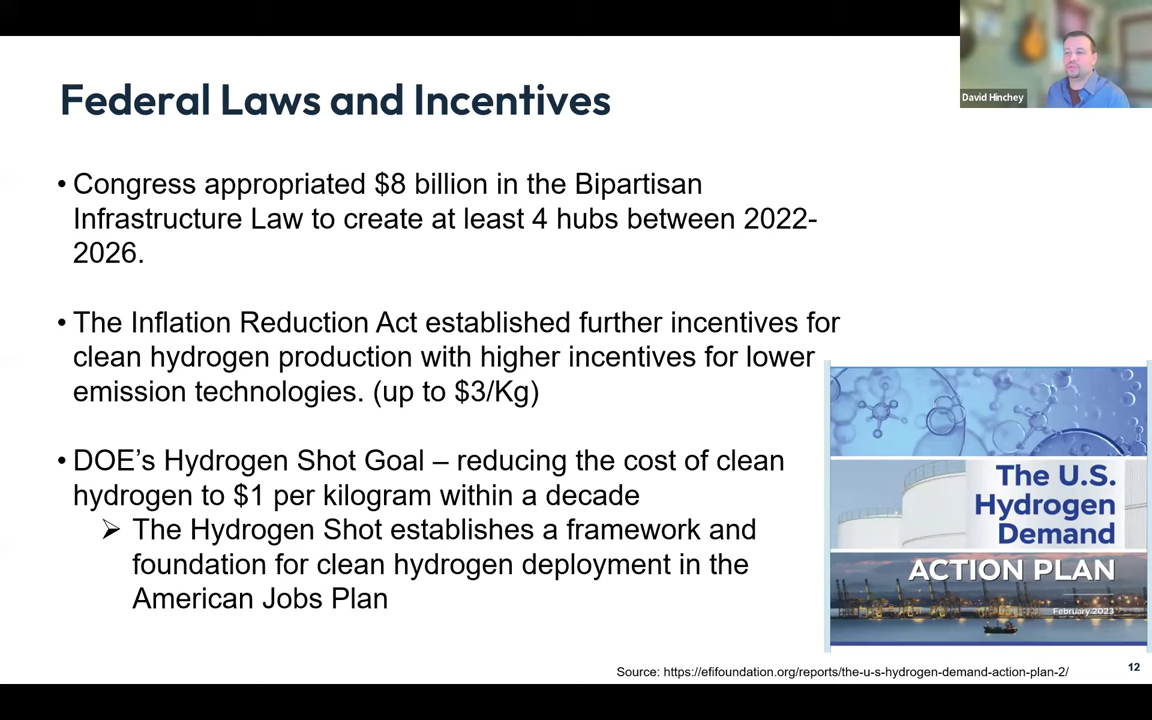 David Hinchey
Federal Laws and Incentives
• Congress appropriated $8 billion in the Bipartisan
Infrastructure Law to create at least 4 hubs between 2022-
2026.
• The Inflation Reduction Act established further incentives for
clean hydrogen production with higher incentives for lower
emission technologies. (up to $3/Kg)
• DOE’s Hydrogen Shot Goal – reducing the cost of clean
hydrogen to $1 per kilogram within a decade
➢ The Hydrogen Shot establishes a framework and
foundation for clean hydrogen deployment in the
American Jobs Plan
The U.S.
Hydrogen
Demand
ACTION PLAN
February 2023
Source: https://efifoundation.org/reports/the-u-s-hydrogen-demand-action-plan-2/
12